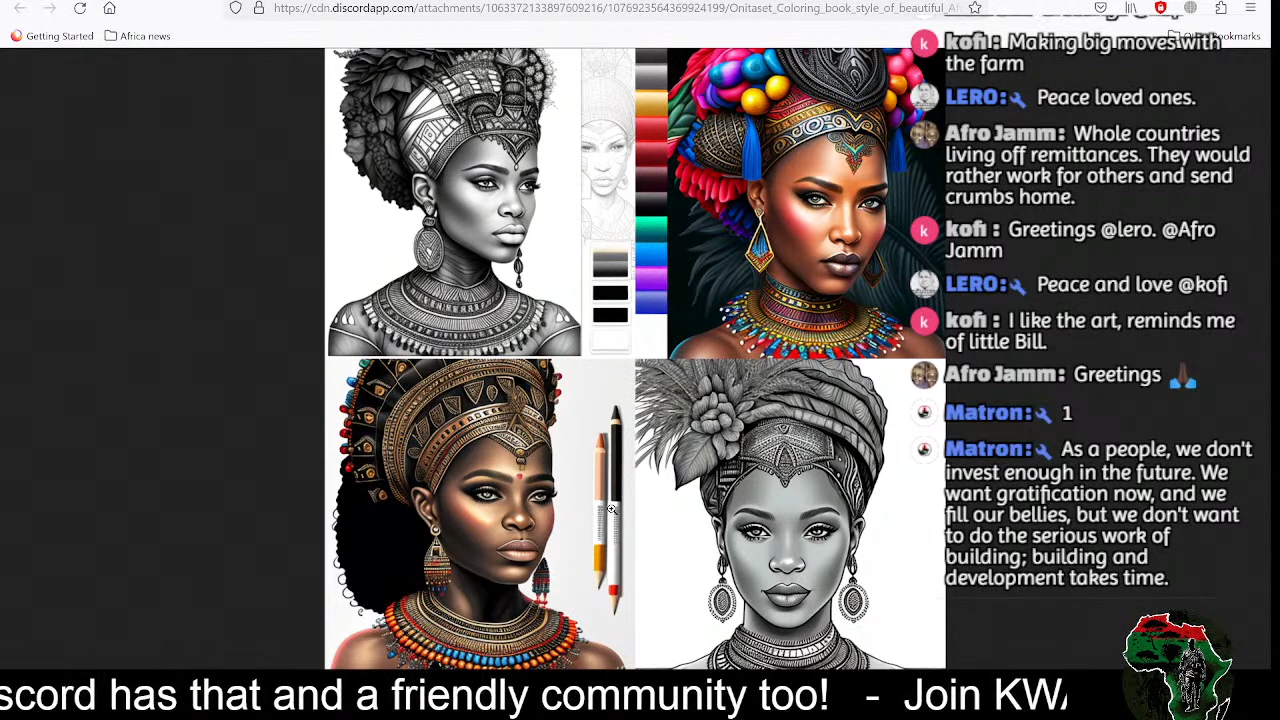 https://cdn.discordapp.com/attachments/1063372133897609216/1076923564369924199/Onitaset_Coloring_book_style_of_beautiful_Af
Getting Started
Africa news
Bookmarks
k
kofi : Making big moves with
the farm
LERO: Peace loved ones.
Afro Jamm: Whole countries
living off remittances. They would
rather work for others and send
crumbs home.
k
kofi : Greetings @lero. @Afro
Jamm
LERO: Peace and love @kofi
k
kofi : I like the art, reminds me
of little Bill.
Afro Jamm: Greetings 🙏🏿
Matron: 1
Matron: As a people, we don't
invest enough in the future. We
want gratification now, and we
fill our bellies, but we don't want
to do the serious work of
building; building and
development takes time.
scord has that and a friendly community too! - Join KWA